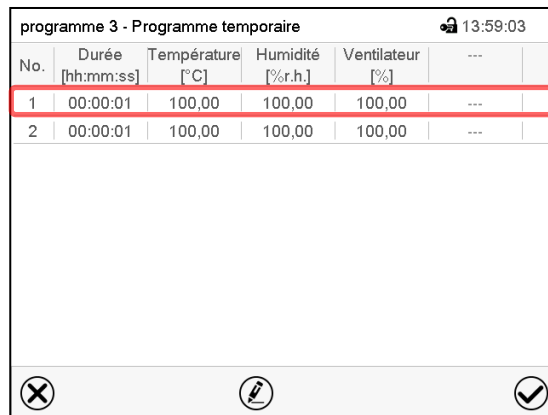 programme 3 - Programme temporaire 13:59:03
No. Durée [hh:mm:ss] Température [°C] Humidité [%r.h.] Ventilateur [%] ---
1 00:00:01 100,00 100,00 100,00 ---
2 00:00:01 100,00 100,00 100,00 ---